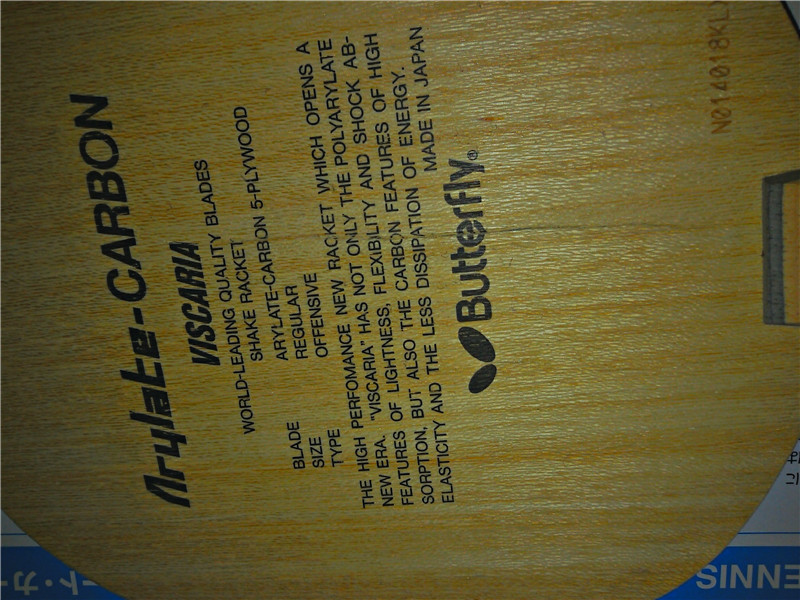 Arylate-CARBON
VISCARIA
WORLD-LEADING QUALITY BLADES
SHAKE RACKET
BLADE ARYLATE-CARBON 5-PLYWOOD
SIZE REGULAR
TYPE OFFENSIVE
THE HIGH PERFOMANCE NEW RACKET WHICH OPENS A
NEW ERA. "VISCARIA" HAS NOT ONLY THE POLYARYLATE
FEATURES OF LIGHTNESS, FLEXIBILITY AND SHOCK AB-
SORPTION, BUT ALSO THE CARBON FEATURES OF HIGH
ELASTICITY AND THE LESS DISSIPATION OF ENERGY.
MADE IN JAPAN
Butterfly®